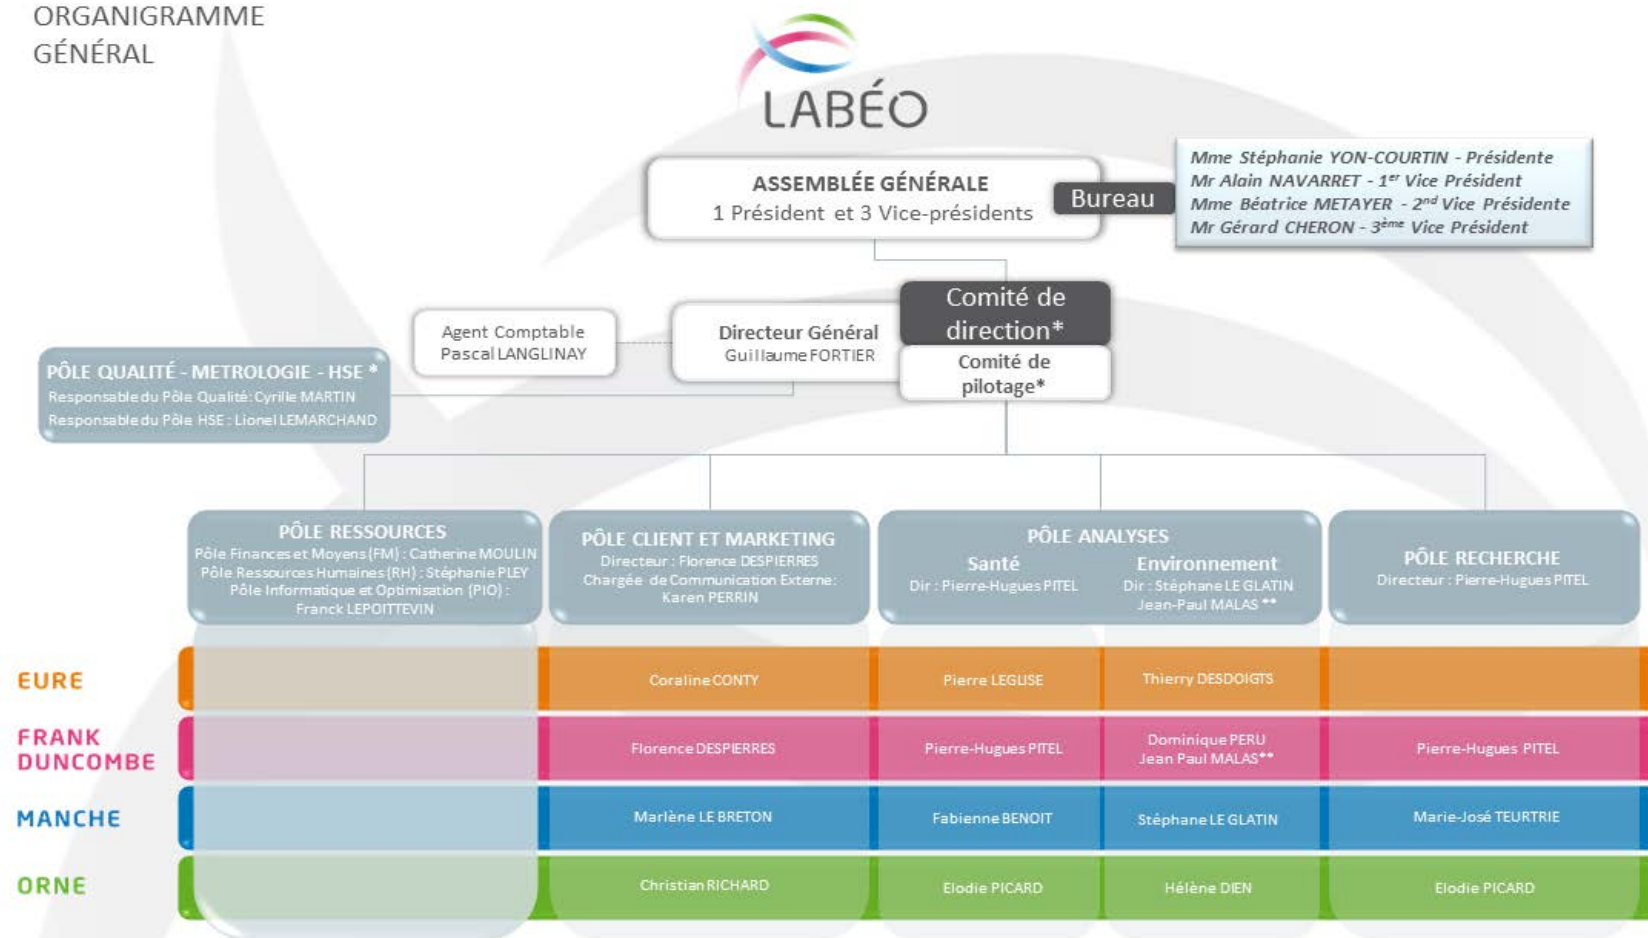 ORGANIGRAMME
GÉNÉRAL
LABÉO
ASSEMBLÉE GÉNÉRALE
1 Président et 3 Vice-présidents
Bureau
Mme Stéphanie YON-COURTIN - Présidente
Mr Alain NAVARRET - 1er Vice Président
Mme Béatrice METAYER - 2nd Vice Présidente
Mr Gérard CHERON - 3ème Vice Président
Agent Comptable
Pascal LANGLINAY
Directeur Général
Guillaume FORTIER
Comité de
direction*
Comité de
pilotage*
PÔLE QUALITÉ - METROLOGIE - HSE *
Responsable du Pôle Qualité: Cyrille MARTIN
Responsable du Pôle HSE : Lionel LEMARCHAND
PÔLE RESSOURCES
Pôle Finances et Moyens (FM) : Catherine MOULIN
Pôle Ressources Humaines (RH) : Stéphanie PLEY
Pôle Informatique et Optimisation (PIO) :
Franck LEPOITTEVIN
PÔLE CLIENT ET MARKETING
Directeur : Florence DESPIERRES
Chargée de Communication Externe:
Karen PERRIN
PÔLE ANALYSES
Santé
Dir : Pierre-Hugues PITEL
Environnement
Dir : Stéphane LE GLATIN
Jean-Paul MALAS **
PÔLE RECHERCHE
Directeur : Pierre-Hugues PITEL
EURE
Coraline CONTY
Pierre LEGLISE
Thierry DESDOIGTS
FRANK
DUNCOMBE
Florence DESPIERRES
Pierre-Hugues PITEL
Dominique PERU
Jean Paul MALAS**
Pierre-Hugues PITEL
MANCHE
Marlène LE BRETON
Fabienne BENOIT
Stéphane LE GLATIN
Marie-José TEURTRIE
ORNE
Christian RICHARD
Elodie PICARD
Hélène DIEN
Elodie PICARD